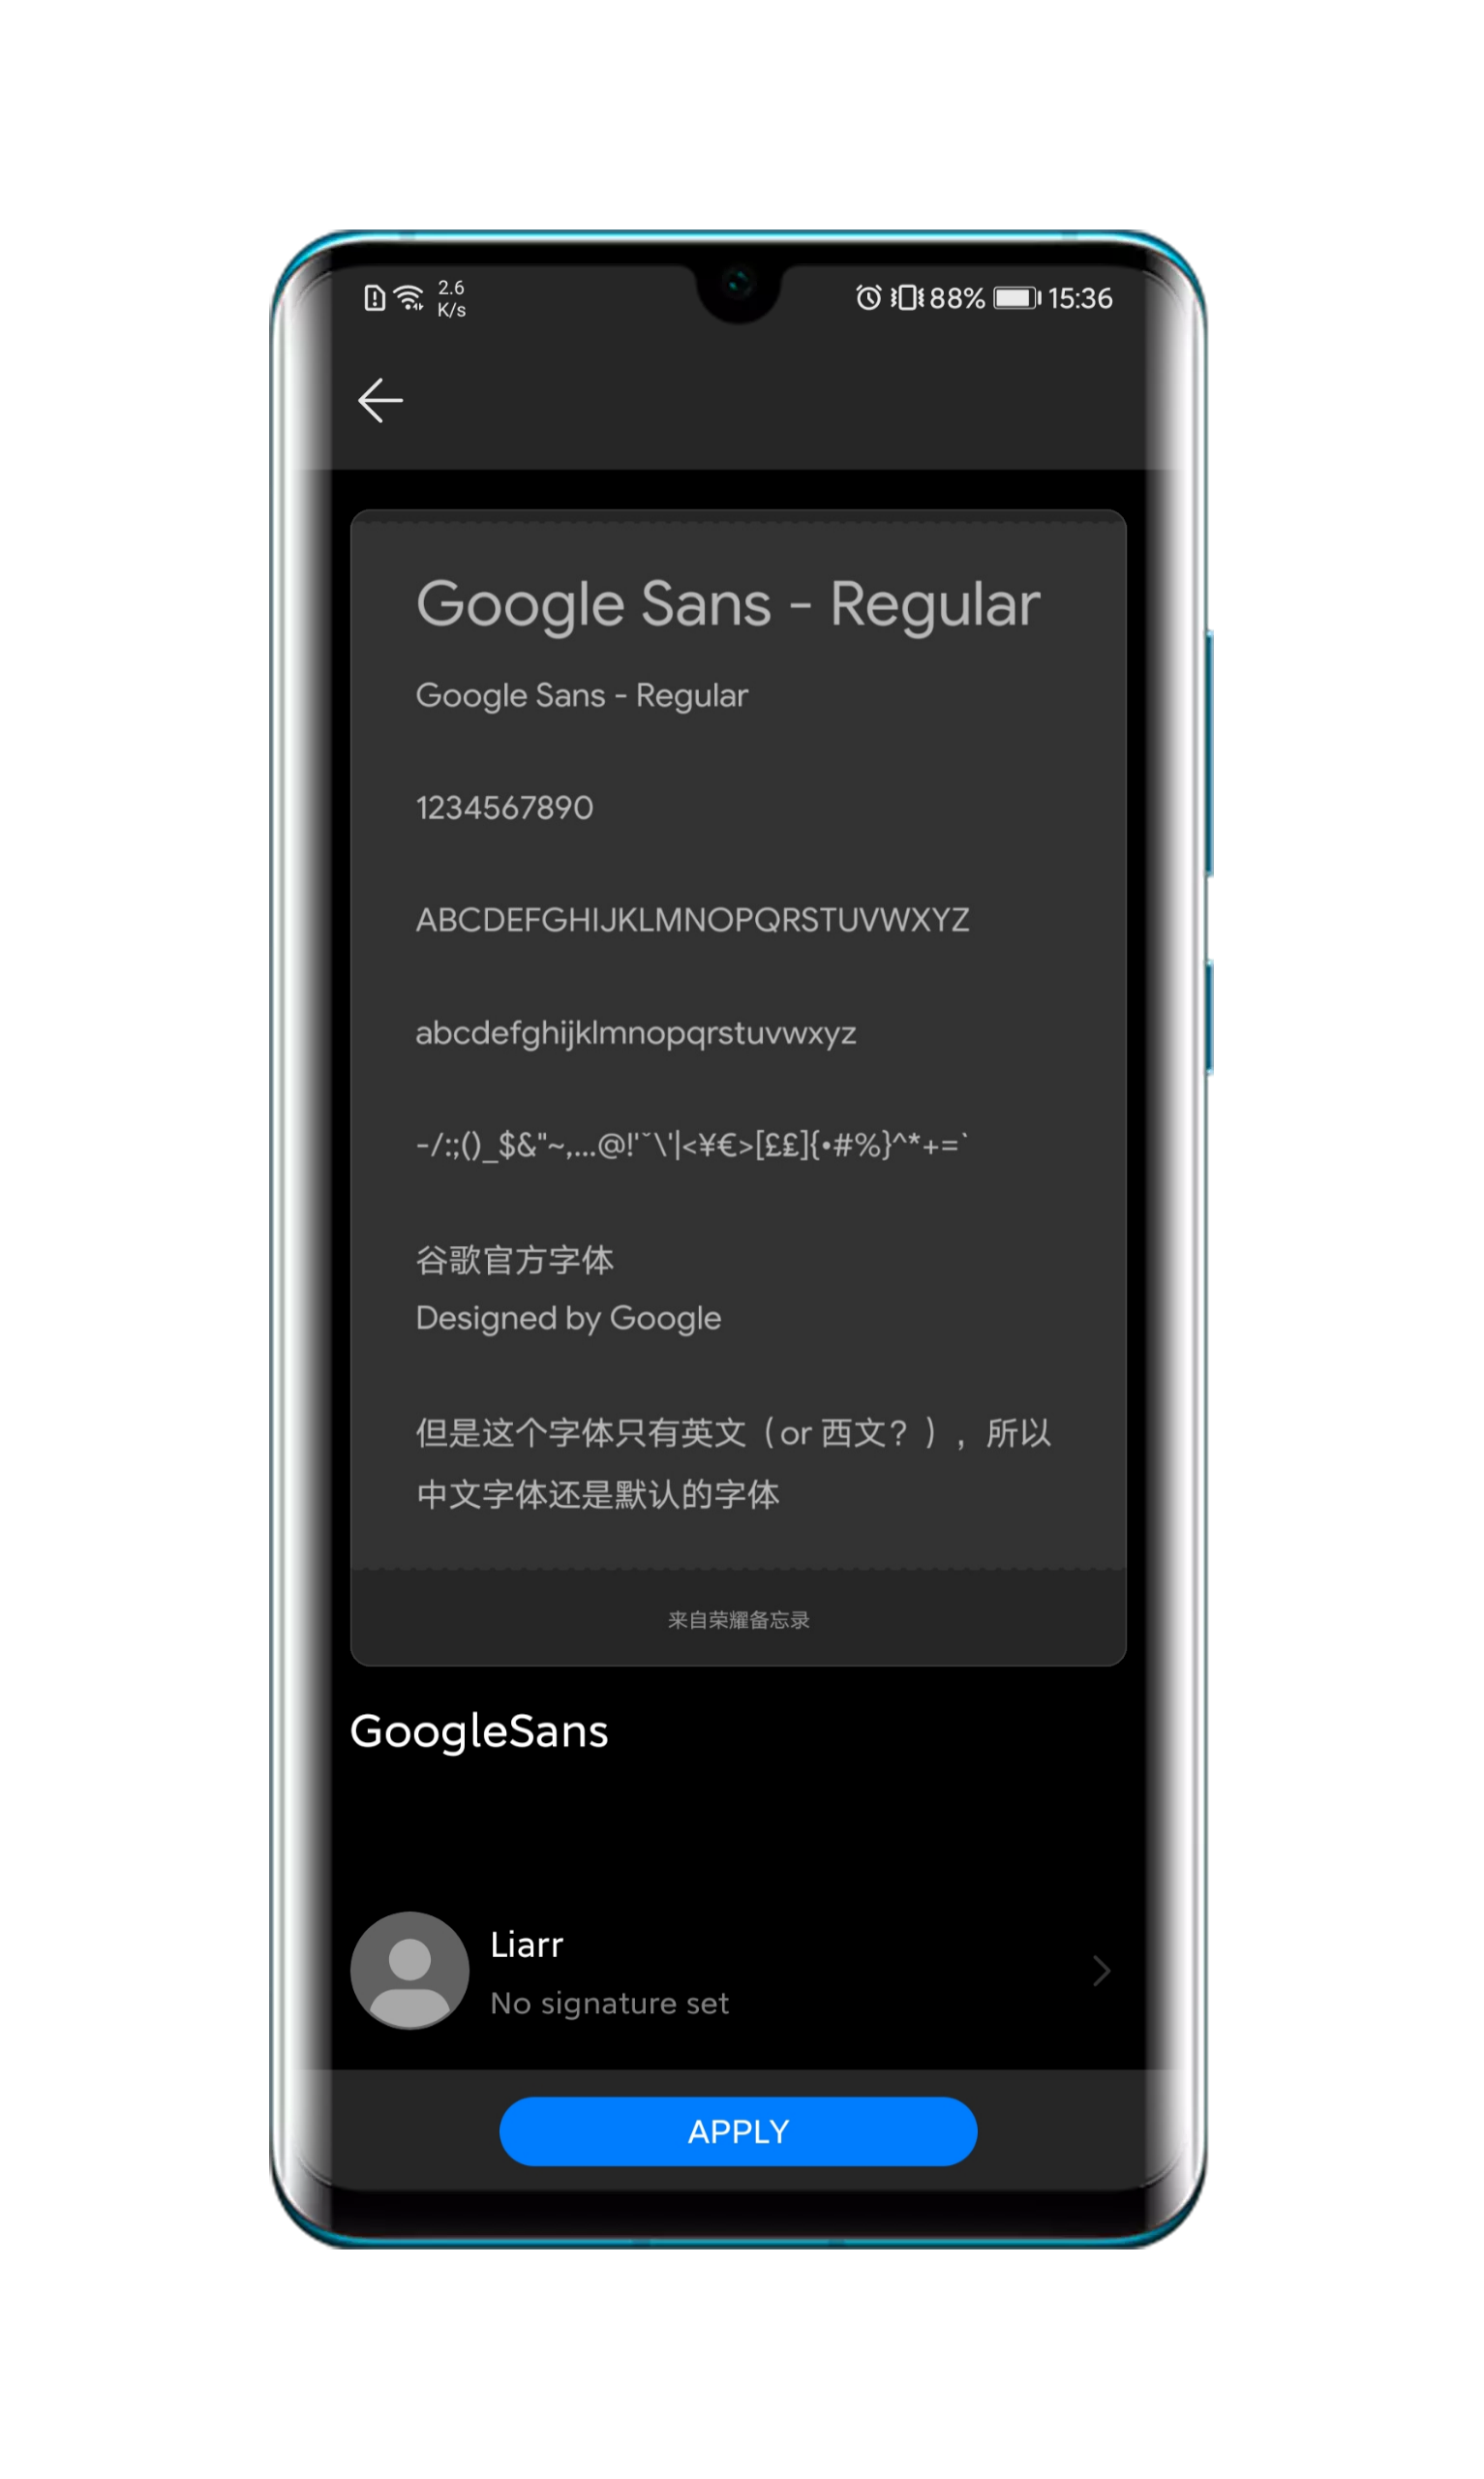 2.6
K/s
88% 15:36
Google Sans - Regular
Google Sans - Regular
1234567890
ABCDEFGHIJKLMNOPQRSTUVWXYZ
abcdefghijklmnopqrstuvwxyz
-/:;()_$&"~,...@!'ˇ\'|<¥€>[££]{•#%}^*+=`
谷歌官方字体
Designed by Google
但是这个字体只有英文（or 西文？），所以
中文字体还是默认的字体
来自荣耀备忘录
GoogleSans
Liarr
No signature set
APPLY